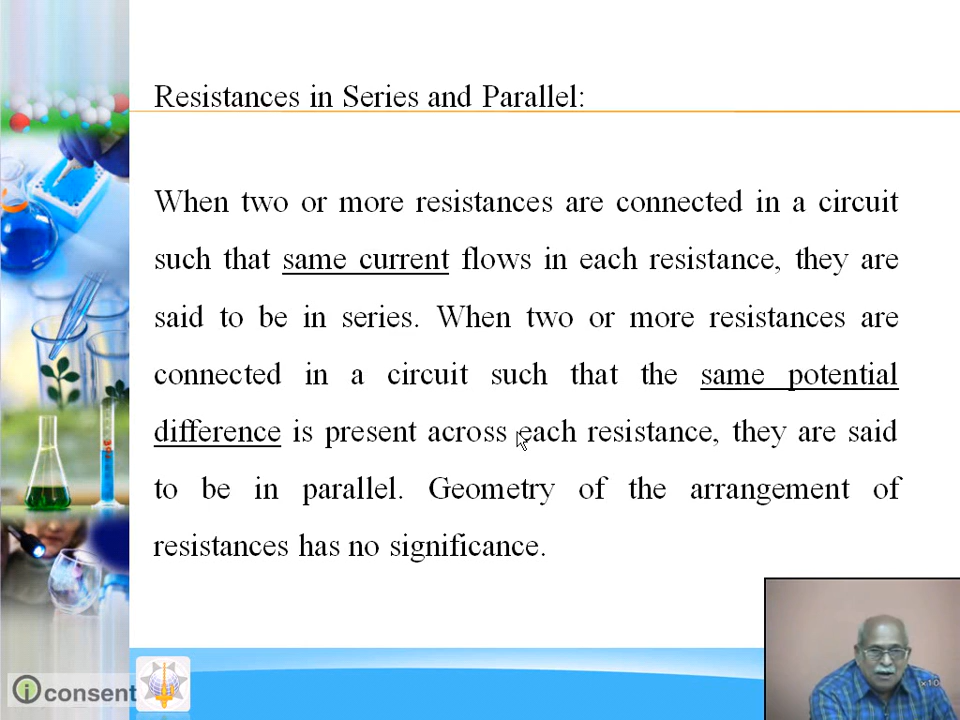 Resistances in Series and Parallel:
When two or more resistances are connected in a circuit
such that same current flows in each resistance, they are
said to be in series. When two or more resistances are
connected in a circuit such that the same potential
difference is present across each resistance, they are said
to be in parallel. Geometry of the arrangement of
resistances has no significance.
x10
i consent